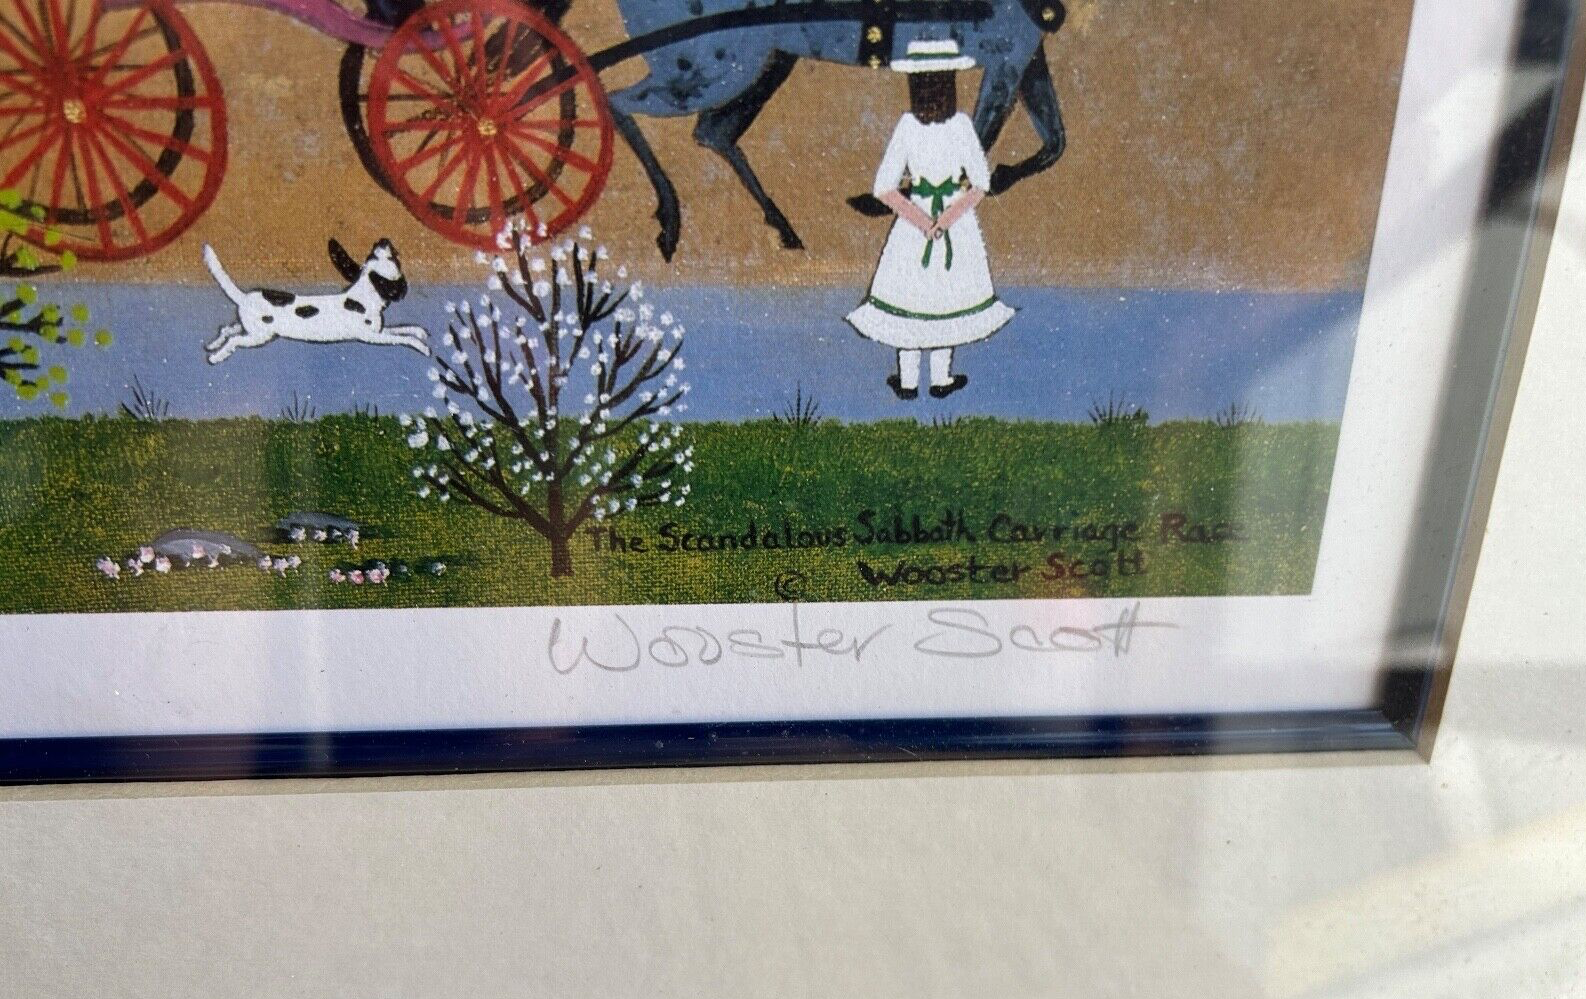 The Scandalous Sabbath Carriage Race
© Wooster Scott
Wooster Scott